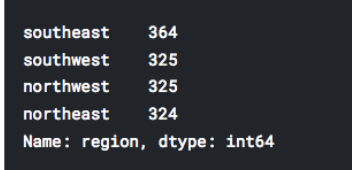 southeast    364
southwest    325
northwest    325
northeast    324
Name: region, dtype: int64